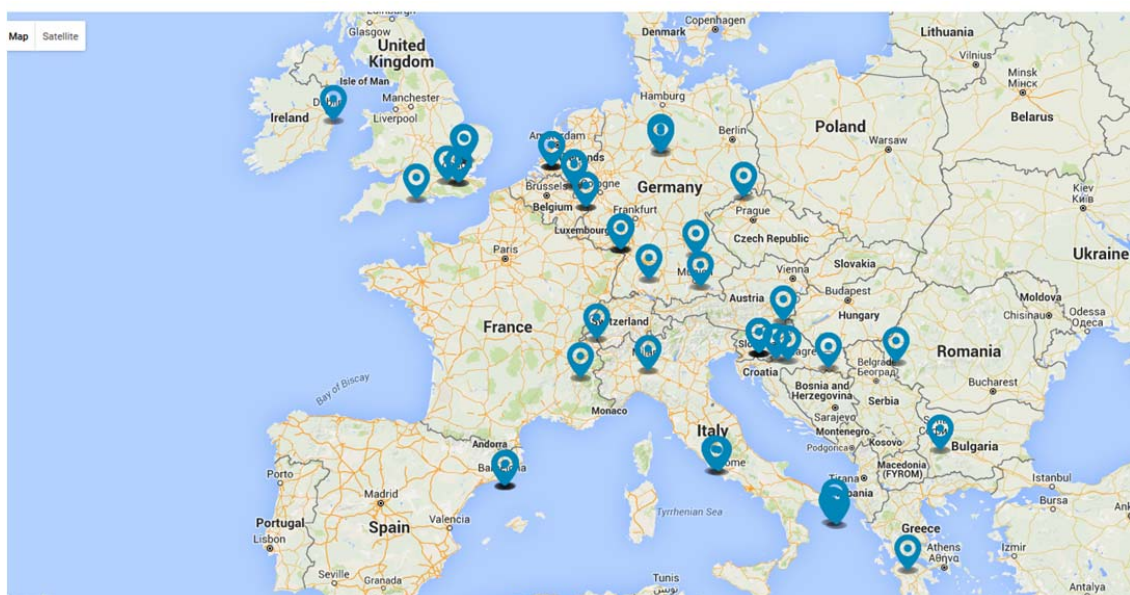 Map
Satellite
Edinburgh
Glasgow
United
Kingdom
Isle of Man
Manchester
Liverpool
Ireland
Copenhagen
Denmark
Lithuania
Vilnius
Minsk
Мінск
Belarus
Hamburg
Berlin
Poland
Warsaw
Brussels
Belgium
Germany
Frankfurt
Luxembourg
Prague
Czech Republic
Kiev
Київ
Ukraine
Paris
Vienna
Slovakia
Austria
Budapest
Hungary
Moldova
Chisinau
Odessa
Одеса
France
Croatia
Belgrade
Београд
Romania
Bucharest
Bay of Biscay
Monaco
Bosnia and
Herzegovina
Sarajevo
Serbia
Montenegro
Podgorica
Kosovo
Bulgaria
Macedonia
(FYROM)
Italy
Andorra
Porto
Madrid
Portugal
Lisbon
Spain
Valencia
Seville
Granada
Tyrrhenian Sea
Tirana
Istanbul
Bursa
Greece
Athens
Αθήνα
Izmir
Antalya
Tunis
تونس